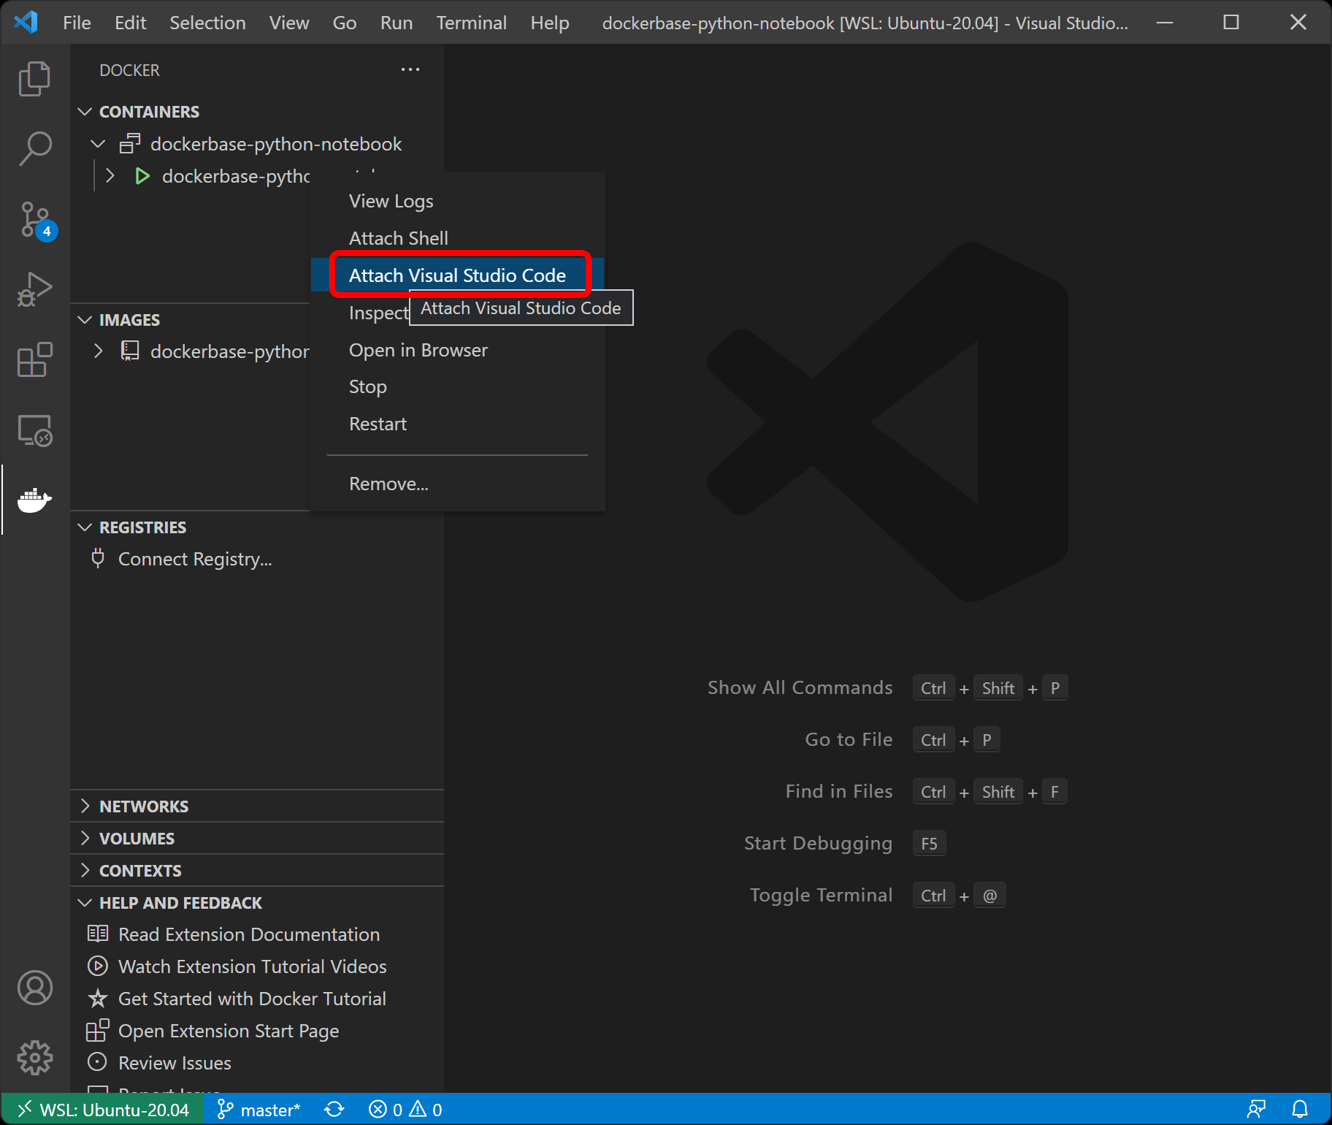 File Edit Selection View Go Run Terminal Help dockerbase-python-notebook [WSL: Ubuntu-20.04] - Visual Studio...
DOCKER
CONTAINERS
dockerbase-python-notebook
dockerbase-pytho
View Logs
Attach Shell
Attach Visual Studio Code
Attach Visual Studio Code
Inspect
Open in Browser
Stop
Restart
Remove...
4
IMAGES
dockerbase-python
REGISTRIES
Connect Registry...
Show All Commands Ctrl + Shift + P
Go to File Ctrl + P
Find in Files Ctrl + Shift + F
Start Debugging F5
Toggle Terminal Ctrl + @
NETWORKS
VOLUMES
CONTEXTS
HELP AND FEEDBACK
Read Extension Documentation
Watch Extension Tutorial Videos
Get Started with Docker Tutorial
Open Extension Start Page
Review Issues
WSL: Ubuntu-20.04 master* 0 0